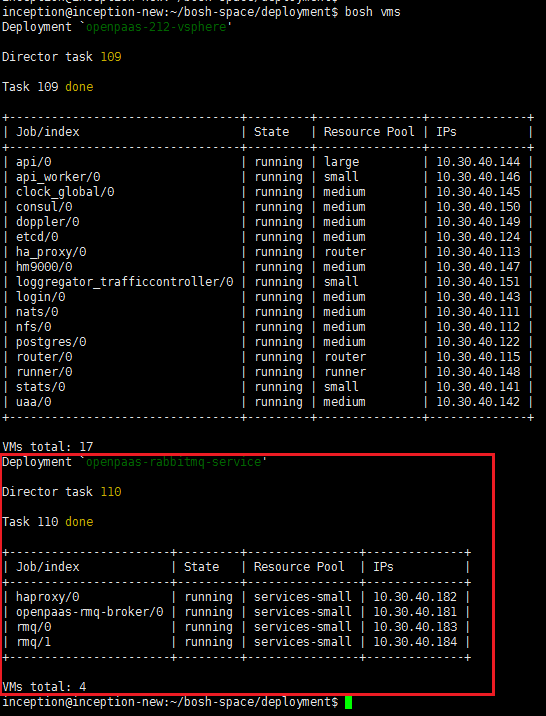 inception@inception-new:~/bosh-space/deployment$ bosh vms
Deployment `openpaas-212-vsphere'
Director task 109
Task 109 done
+------------------------------+---------+---------------+---------------+
| Job/index                    | State   | Resource Pool | IPs           |
+------------------------------+---------+---------------+---------------+
| api/0                        | running | large         | 10.30.40.144 |
| api_worker/0                 | running | small         | 10.30.40.146 |
| clock_global/0               | running | medium        | 10.30.40.145 |
| consul/0                     | running | medium        | 10.30.40.150 |
| doppler/0                    | running | medium        | 10.30.40.149 |
| etcd/0                       | running | medium        | 10.30.40.124 |
| ha_proxy/0                   | running | router        | 10.30.40.113 |
| hm9000/0                     | running | medium        | 10.30.40.147 |
| loggregator_trafficcontroller/0 | running | small         | 10.30.40.151 |
| login/0                      | running | medium        | 10.30.40.143 |
| nats/0                       | running | medium        | 10.30.40.111 |
| nfs/0                        | running | medium        | 10.30.40.112 |
| postgres/0                   | running | medium        | 10.30.40.122 |
| router/0                     | running | router        | 10.30.40.115 |
| runner/0                     | running | runner        | 10.30.40.148 |
| stats/0                      | running | small         | 10.30.40.141 |
| uaa/0                        | running | medium        | 10.30.40.142 |
+------------------------------+---------+---------------+---------------+
VMs total: 17
Deployment `openpaas-rabbitmq-service'
Director task 110
Task 110 done
+-----------------------+---------+----------------+--------------+
| Job/index             | State   | Resource Pool  | IPs          |
+-----------------------+---------+----------------+--------------+
| haproxy/0             | running | services-small | 10.30.40.182 |
| openpaas-rmq-broker/0 | running | services-small | 10.30.40.181 |
| rmq/0                 | running | services-small | 10.30.40.183 |
| rmq/1                 | running | services-small | 10.30.40.184 |
+-----------------------+---------+----------------+--------------+
VMs total: 4
inception@inception-new:~/bosh-space/deployment$